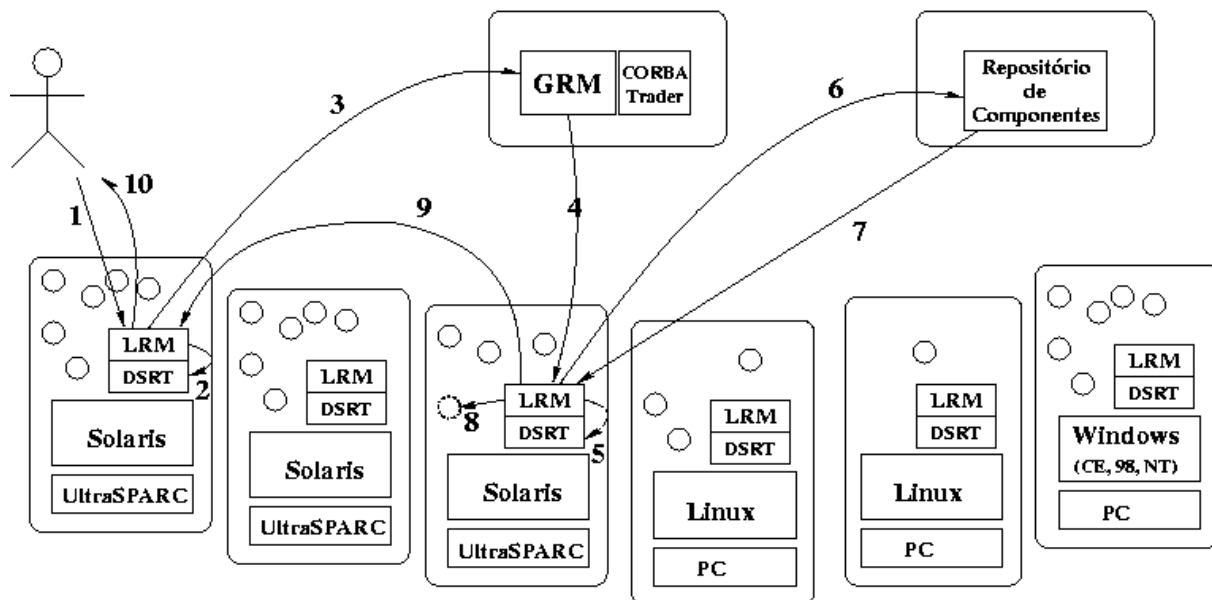 GRM
CORBA
Trader
Repositório
de
Componentes
3
6
10
1
9
4
7
LRM
DSRT
2
Solaris
UltraSPARC
LRM
DSRT
Solaris
UltraSPARC
LRM
DSRT
8
5
Solaris
UltraSPARC
LRM
DSRT
Linux
PC
LRM
DSRT
Linux
PC
LRM
DSRT
Windows
(CE, 98, NT)
PC